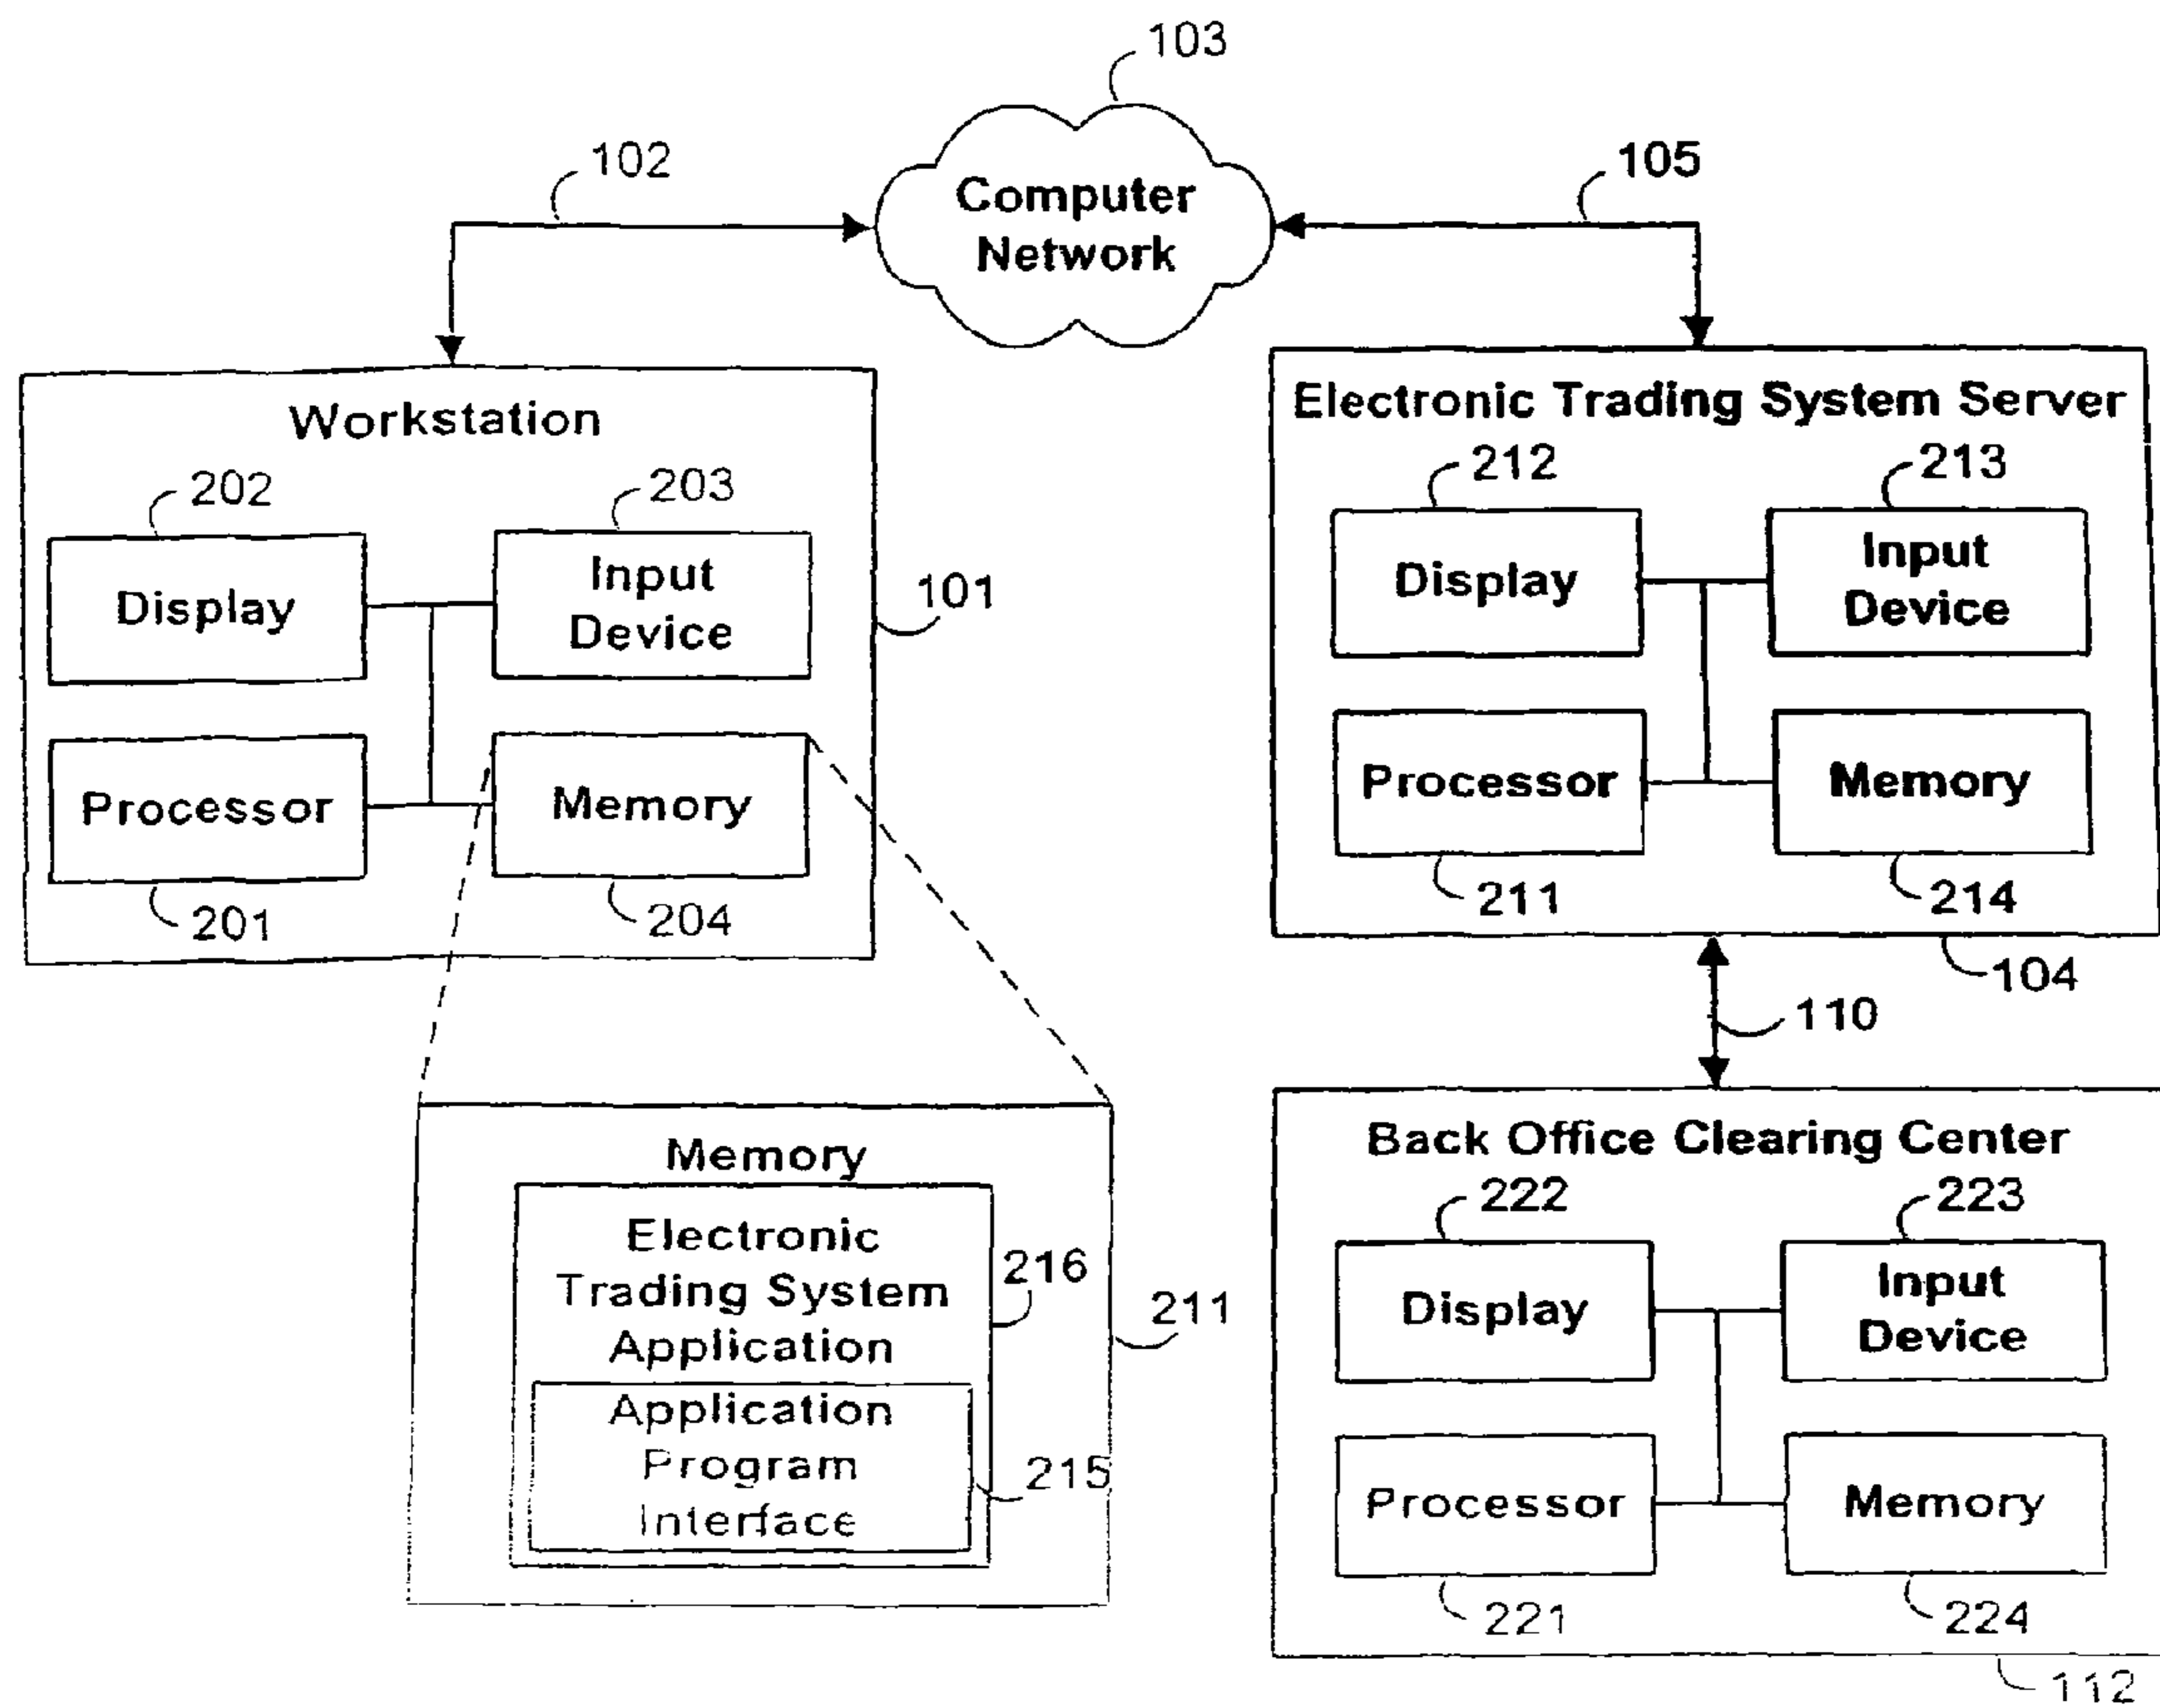 103
102
105
Computer
Network
Workstation
202
203
Display
Input
Device
101
Processor
Memory
201
204
Electronic Trading System Server
212
213
Display
Input
Device
Processor
Memory
211
214
104
110
Memory
Electronic
Trading System
Application
216
211
Application
Program
Interface
215
Back Office Clearing Center
222
223
Display
Input
Device
Processor
Memory
221
224
112